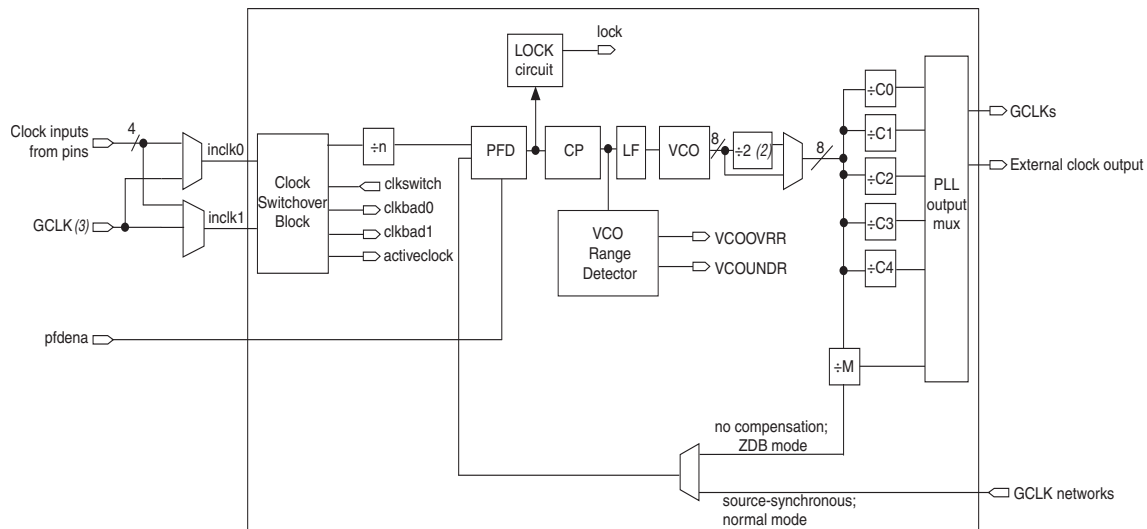 lock
LOCK
circuit
4
Clock inputs
from pins
inclk0
÷n
PFD
CP
LF
VCO
8
÷2 (2)
8
÷C0
÷C1
÷C2
÷C3
÷C4
PLL
output
mux
GCLKs
External clock output
Clock
Switchover
Block
clkswitch
clkbad0
clkbad1
activeclock
GCLK (3)
inclk1
VCO
Range
Detector
VCOOVRR
VCOUNDR
pfdena
÷M
no compensation;
ZDB mode
source-synchronous;
normal mode
GCLK networks